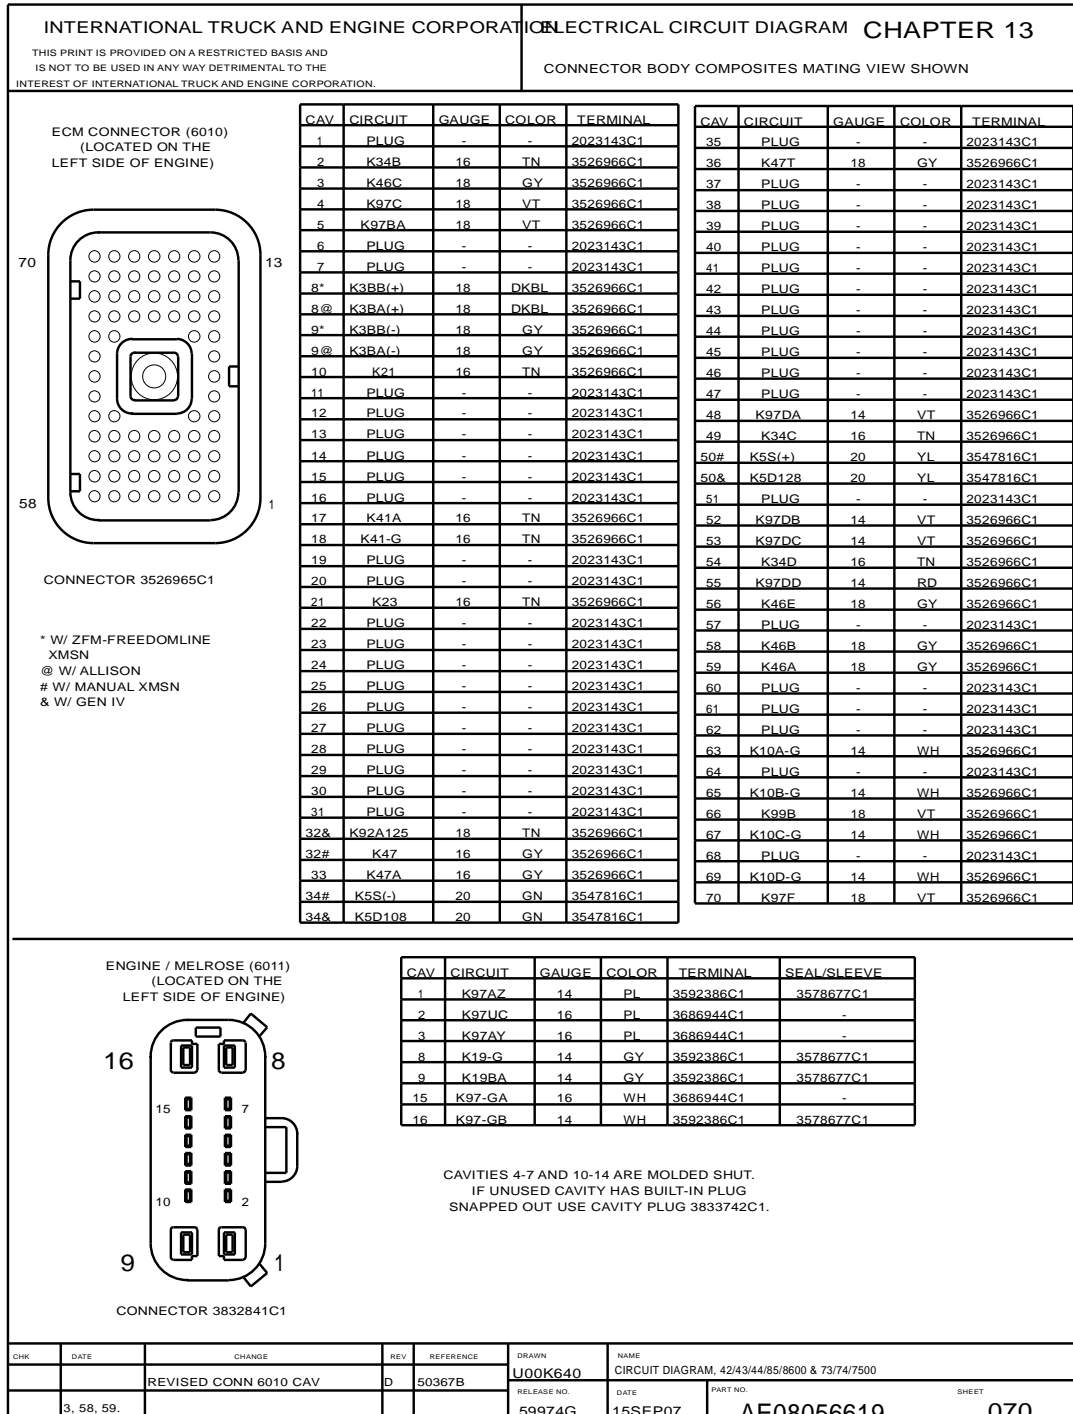 INTERNATIONAL TRUCK AND ENGINE CORPORATION
THIS PRINT IS PROVIDED ON A RESTRICTED BASIS AND
IS NOT TO BE USED IN ANY WAY DETRIMENTAL TO THE
INTEREST OF INTERNATIONAL TRUCK AND ENGINE CORPORATION.
ELECTRICAL CIRCUIT DIAGRAM CHAPTER 13
CONNECTOR BODY COMPOSITES MATING VIEW SHOWN
ECM CONNECTOR (6010)
(LOCATED ON THE
LEFT SIDE OF ENGINE)
70
13
58
1
CONNECTOR 3526965C1
* W/ ZFM-FREEDOMLINE
XMSN
@ W/ ALLISON
# W/ MANUAL XMSN
& W/ GEN IV
CAV CIRCUIT GAUGE COLOR TERMINAL
1 PLUG - - 2023143C1
2 K34B 16 TN 3526966C1
3 K46C 18 GY 3526966C1
4 K97C 18 VT 3526966C1
5 K97BA 18 VT 3526966C1
6 PLUG - - 2023143C1
7 PLUG - - 2023143C1
8* K3BB(+) 18 DKBL 3526966C1
8@ K3BA(+) 18 DKBL 3526966C1
9* K3BB(-) 18 GY 3526966C1
9@ K3BA(-) 18 GY 3526966C1
10 K21 16 TN 3526966C1
11 PLUG - - 2023143C1
12 PLUG - - 2023143C1
13 PLUG - - 2023143C1
14 PLUG - - 2023143C1
15 PLUG - - 2023143C1
16 PLUG - - 2023143C1
17 K41A 16 TN 3526966C1
18 K41-G 16 TN 3526966C1
19 PLUG - - 2023143C1
20 PLUG - - 2023143C1
21 K23 16 TN 3526966C1
22 PLUG - - 2023143C1
23 PLUG - - 2023143C1
24 PLUG - - 2023143C1
25 PLUG - - 2023143C1
26 PLUG - - 2023143C1
27 PLUG - - 2023143C1
28 PLUG - - 2023143C1
29 PLUG - - 2023143C1
30 PLUG - - 2023143C1
31 PLUG - - 2023143C1
32& K92A125 18 TN 3526966C1
32# K47 16 GY 3526966C1
33 K47A 16 GY 3526966C1
34# K5S(-) 20 GN 3547816C1
34& K5D108 20 GN 3547816C1
CAV CIRCUIT GAUGE COLOR TERMINAL
35 PLUG - - 2023143C1
36 K47T 18 GY 3526966C1
37 PLUG - - 2023143C1
38 PLUG - - 2023143C1
39 PLUG - - 2023143C1
40 PLUG - - 2023143C1
41 PLUG - - 2023143C1
42 PLUG - - 2023143C1
43 PLUG - - 2023143C1
44 PLUG - - 2023143C1
45 PLUG - - 2023143C1
46 PLUG - - 2023143C1
47 PLUG - - 2023143C1
48 K97DA 14 VT 3526966C1
49 K34C 16 TN 3526966C1
50# K5S(+) 20 YL 3547816C1
50& K5D128 20 YL 3547816C1
51 PLUG - - 2023143C1
52 K97DB 14 VT 3526966C1
53 K97DC 14 VT 3526966C1
54 K34D 16 TN 3526966C1
55 K97DD 14 RD 3526966C1
56 K46E 18 GY 3526966C1
57 PLUG - - 2023143C1
58 K46B 18 GY 3526966C1
59 K46A 18 GY 3526966C1
60 PLUG - - 2023143C1
61 PLUG - - 2023143C1
62 PLUG - - 2023143C1
63 K10A-G 14 WH 3526966C1
64 PLUG - - 2023143C1
65 K10B-G 14 WH 3526966C1
66 K99B 18 VT 3526966C1
67 K10C-G 14 WH 3526966C1
68 PLUG - - 2023143C1
69 K10D-G 14 WH 3526966C1
70 K97F 18 VT 3526966C1
ENGINE / MELROSE (6011)
(LOCATED ON THE
LEFT SIDE OF ENGINE)
16 8
15 7
10 2
9 1
CONNECTOR 3832841C1
CAV CIRCUIT GAUGE COLOR TERMINAL SEAL/SLEEVE
1 K97AZ 14 PL 3592386C1 3578677C1
2 K97UC 16 PL 3686944C1 -
3 K97AY 16 PL 3686944C1 -
8 K19-G 14 GY 3592386C1 3578677C1
9 K19BA 14 GY 3592386C1 3578677C1
15 K97-GA 16 WH 3686944C1 -
16 K97-GB 14 WH 3592386C1 3578677C1
CAVITIES 4-7 AND 10-14 ARE MOLDED SHUT.
IF UNUSED CAVITY HAS BUILT-IN PLUG
SNAPPED OUT USE CAVITY PLUG 3833742C1.
CHK DATE CHANGE REV REFERENCE
REVISED CONN 6010 CAV D 50367B
3, 58, 59.
DRAWN
U00K640
NAME
CIRCUIT DIAGRAM, 42/43/44/85/8600 & 73/74/7500
RELEASE NO.
59974G
DATE
15SEP07
PART NO.
AE08056619
SHEET
070